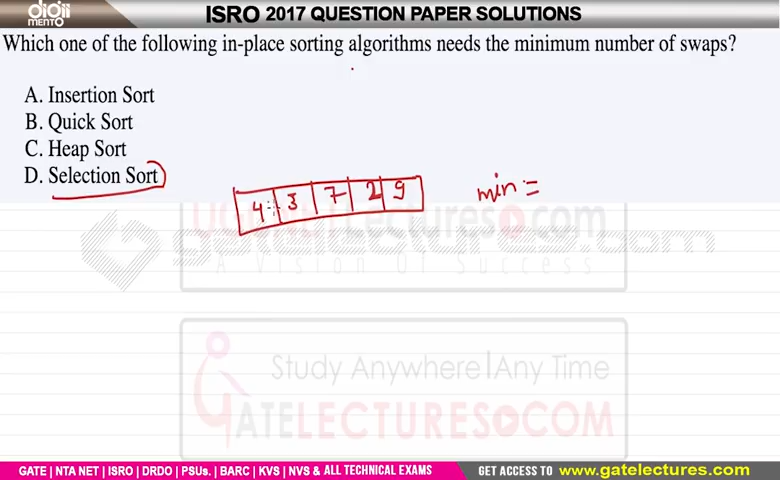 digii
MENTO
ISRO 2017 QUESTION PAPER SOLUTIONS
Which one of the following in-place sorting algorithms needs the minimum number of swaps?
A. Insertion Sort
B. Quick Sort
C. Heap Sort
D. Selection Sort
4 3 7 2 9
min =
gatelectures.com
A Vision Of Success
Study Anywhere|Any Time
GATELECTURES.COM
GATE | NTA NET | ISRO | DRDO | PSUs. | BARC | KVS | NVS & ALL TECHNICAL EXAMS GET ACCESS TO www.gatelectures.com